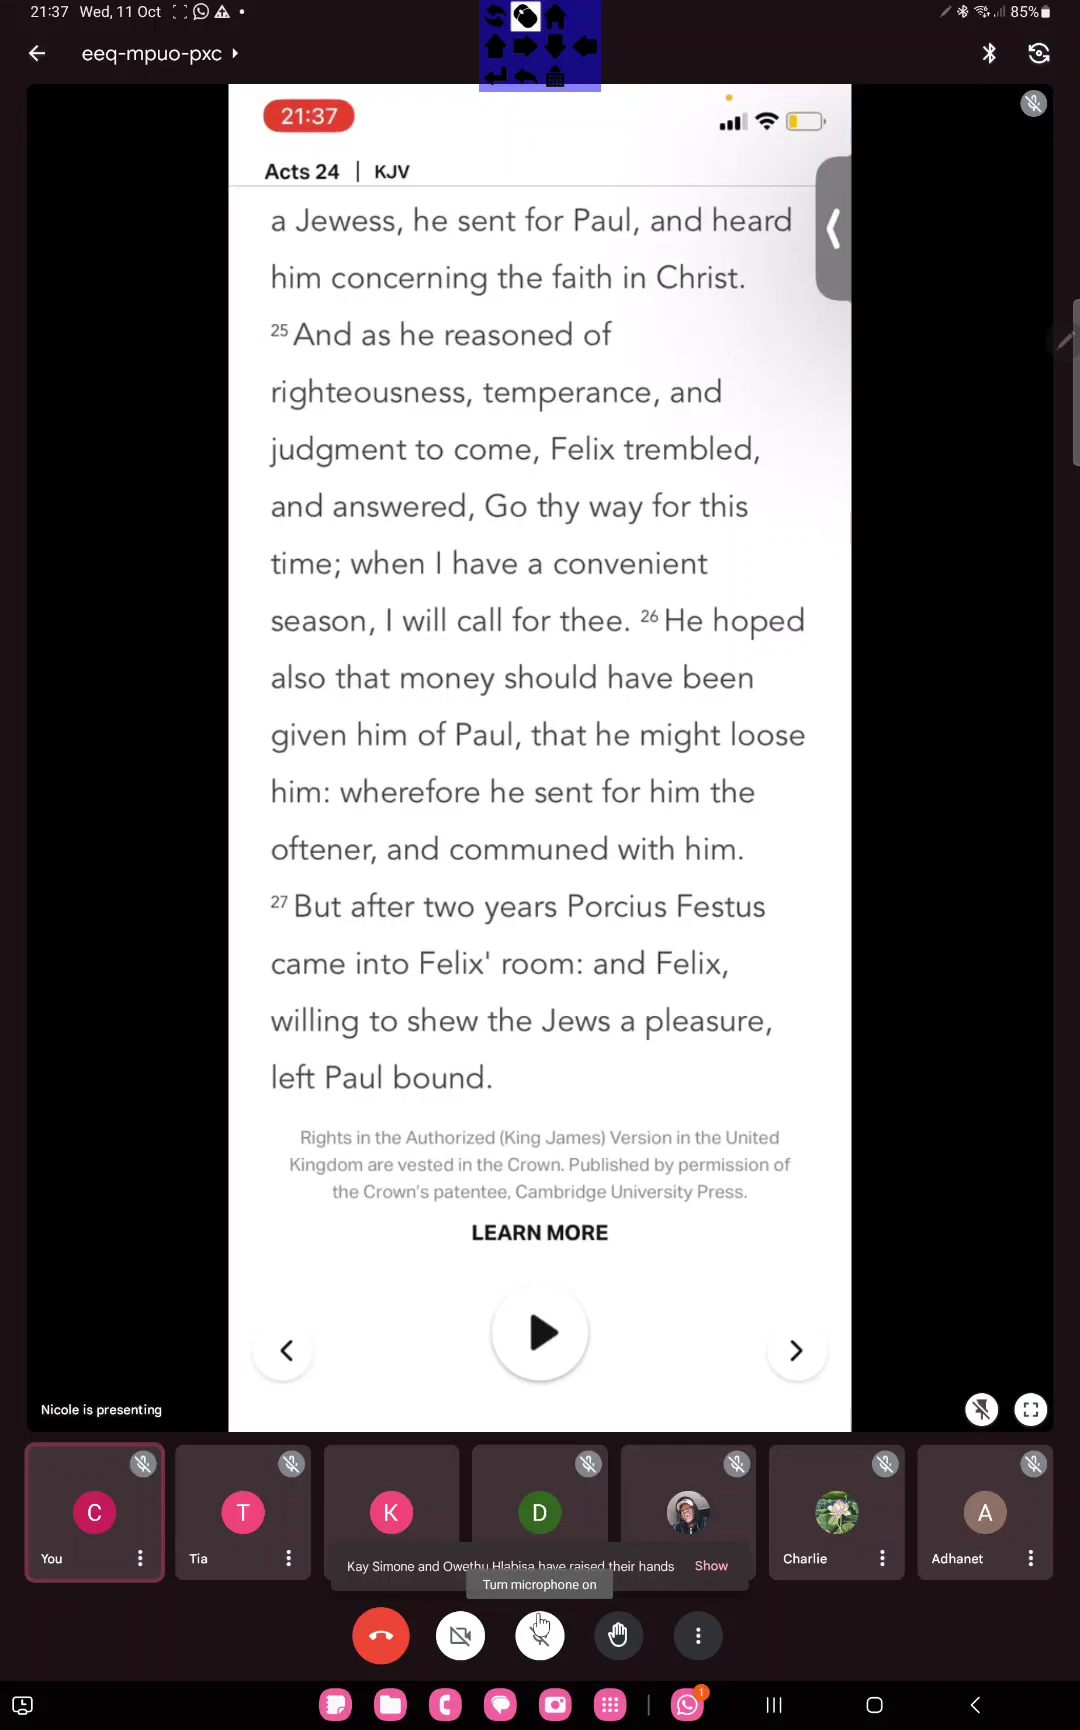 21:37 Wed, 11 Oct
85%
eeq-mpuo-pxc
21:37
Acts 24 | KJV
a Jewess, he sent for Paul, and heard
him concerning the faith in Christ.
25 And as he reasoned of
righteousness, temperance, and
judgment to come, Felix trembled,
and answered, Go thy way for this
time; when I have a convenient
season, I will call for thee. 26 He hoped
also that money should have been
given him of Paul, that he might loose
him: wherefore he sent for him the
oftener, and communed with him.
27 But after two years Porcius Festus
came into Felix' room: and Felix,
willing to shew the Jews a pleasure,
left Paul bound.
Rights in the Authorized (King James) Version in the United
Kingdom are vested in the Crown. Published by permission of
the Crown's patentee, Cambridge University Press.
LEARN MORE
Nicole is presenting
C T K D A
You Tia Charlie Adhanet
Kay Simone and Owethu Hlabisa have raised their hands Show
Turn microphone on
1